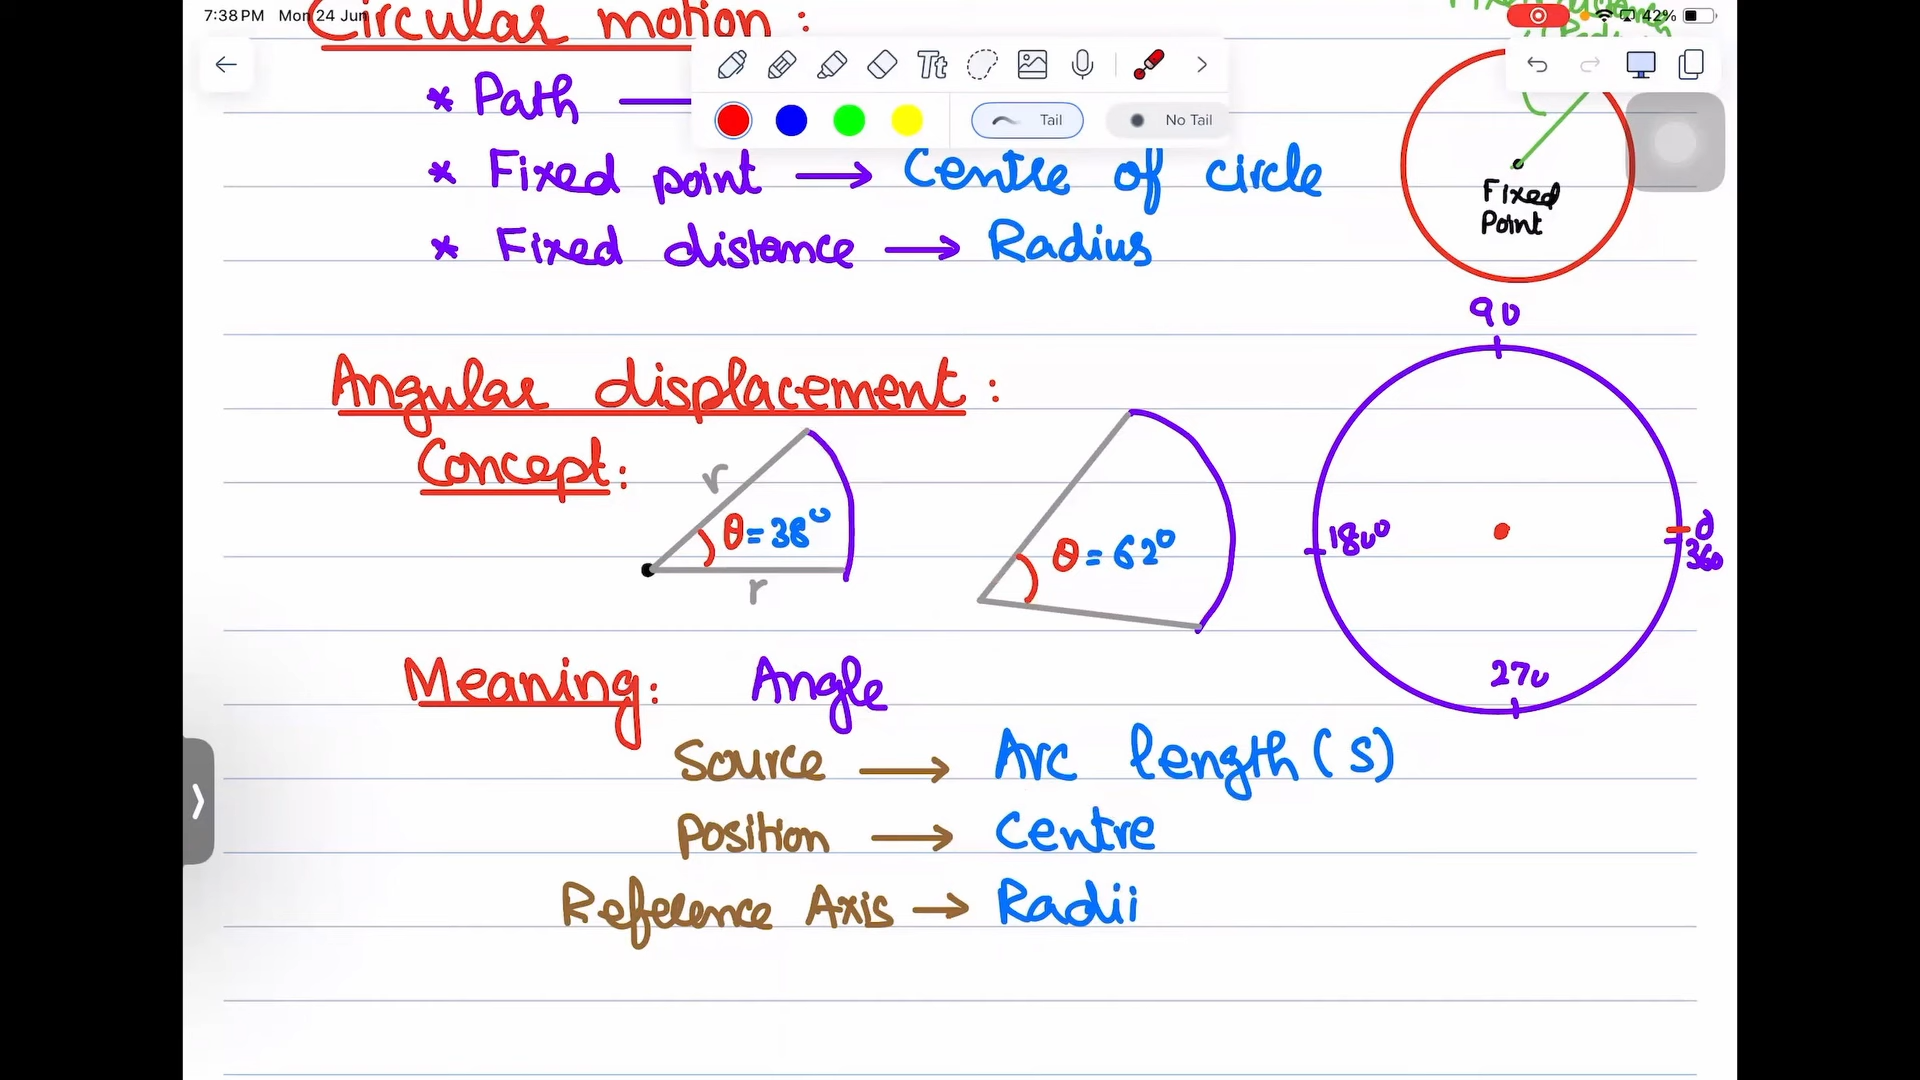 7:38 PM Mon 24 Jun
42%
Circular motion :
Tt
Tail
No Tail
* Path
* Fixed point → Centre of circle
* Fixed distance → Radius
Fixed
Point
Angular displacement :
Concept :
r
θ = 38°
r
θ = 62°
90
180°
0
360
270
Meaning : Angle
Source → Arc length (s)
Position → Centre
Reference Axis → Radii